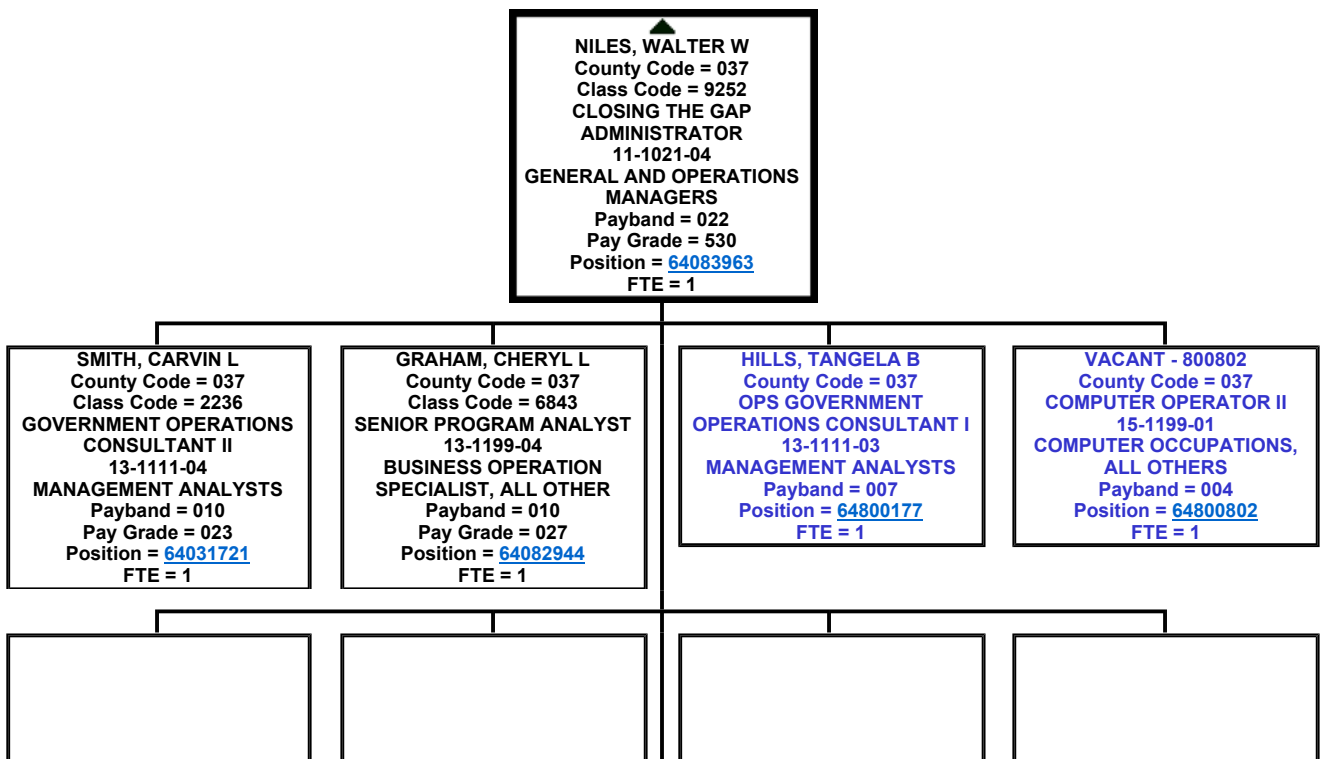 NILES, WALTER W
County Code = 037
Class Code = 9252
CLOSING THE GAP
ADMINISTRATOR
11-1021-04
GENERAL AND OPERATIONS
MANAGERS
Payband = 022
Pay Grade = 530
Position = 64083963
FTE = 1
SMITH, CARVIN L
County Code = 037
Class Code = 2236
GOVERNMENT OPERATIONS
CONSULTANT II
13-1111-04
MANAGEMENT ANALYSTS
Payband = 010
Pay Grade = 023
Position = 64031721
FTE = 1
GRAHAM, CHERYL L
County Code = 037
Class Code = 6843
SENIOR PROGRAM ANALYST
13-1199-04
BUSINESS OPERATION
SPECIALIST, ALL OTHER
Payband = 010
Pay Grade = 027
Position = 64082944
FTE = 1
HILLS, TANGELA B
County Code = 037
OPS GOVERNMENT
OPERATIONS CONSULTANT I
13-1111-03
MANAGEMENT ANALYSTS
Payband = 007
Position = 64800177
FTE = 1
VACANT - 800802
County Code = 037
COMPUTER OPERATOR II
15-1199-01
COMPUTER OCCUPATIONS,
ALL OTHERS
Payband = 004
Position = 64800802
FTE = 1